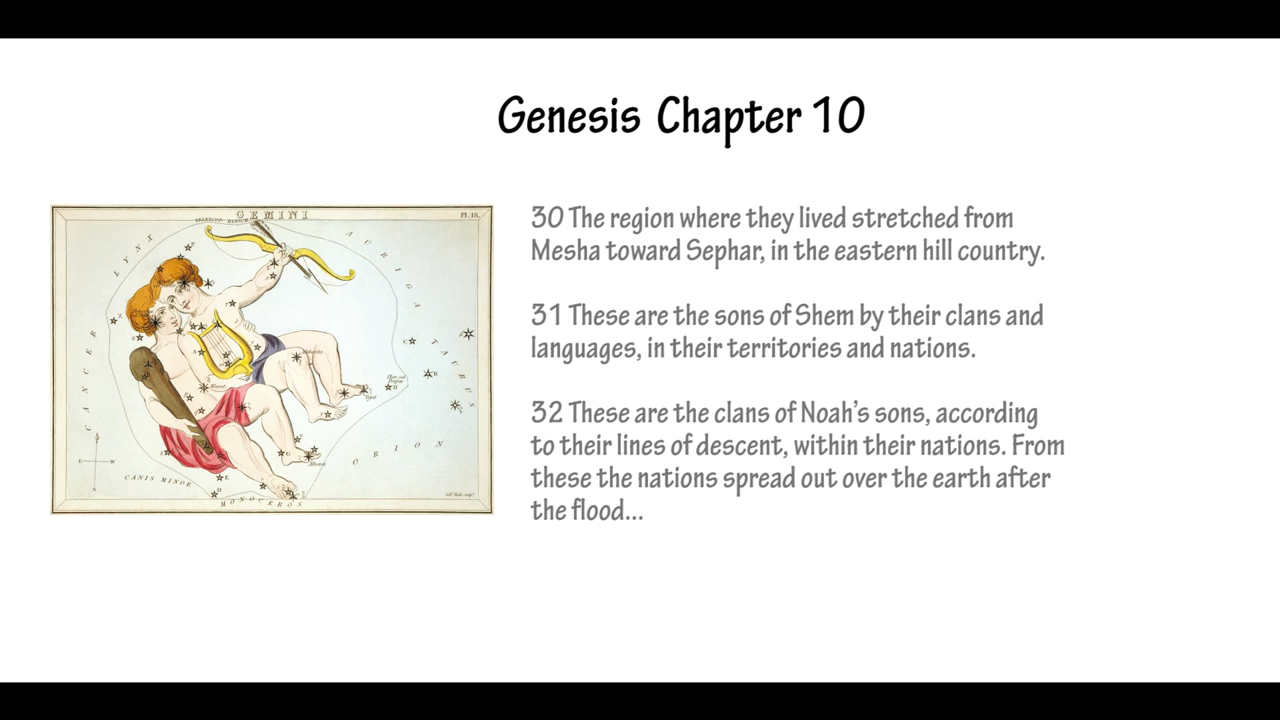 Genesis Chapter 10
GEMINI
PL.18.
LYNX
AURIGA
TAURUS
CANCER
ORION
CANIS MINOR
MONOCEROS
30 The region where they lived stretched from
Mesha toward Sephar, in the eastern hill country.
31 These are the sons of Shem by their clans and
languages, in their territories and nations.
32 These are the clans of Noah’s sons, according
to their lines of descent, within their nations. From
these the nations spread out over the earth after
the flood...